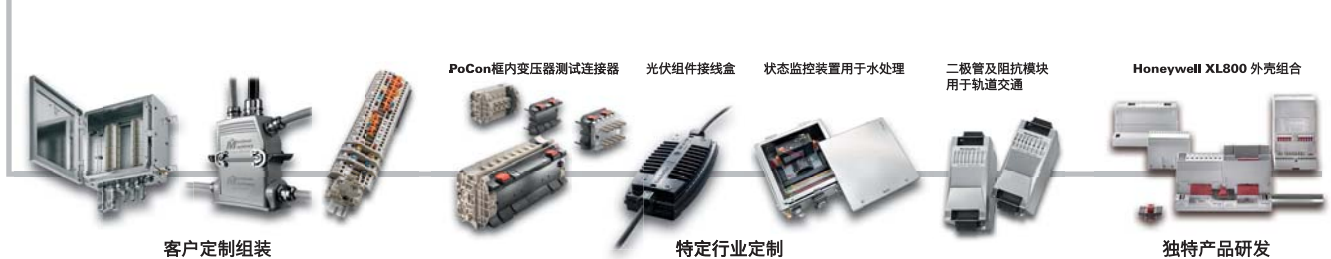 PoCon框内变压器测试连接器
光伏组件接线盒
状态监控装置用于水处理
二极管及阻抗模块
用于轨道交通
Honeywell XL800 外壳组合
客户定制组装
特定行业定制
独特产品研发